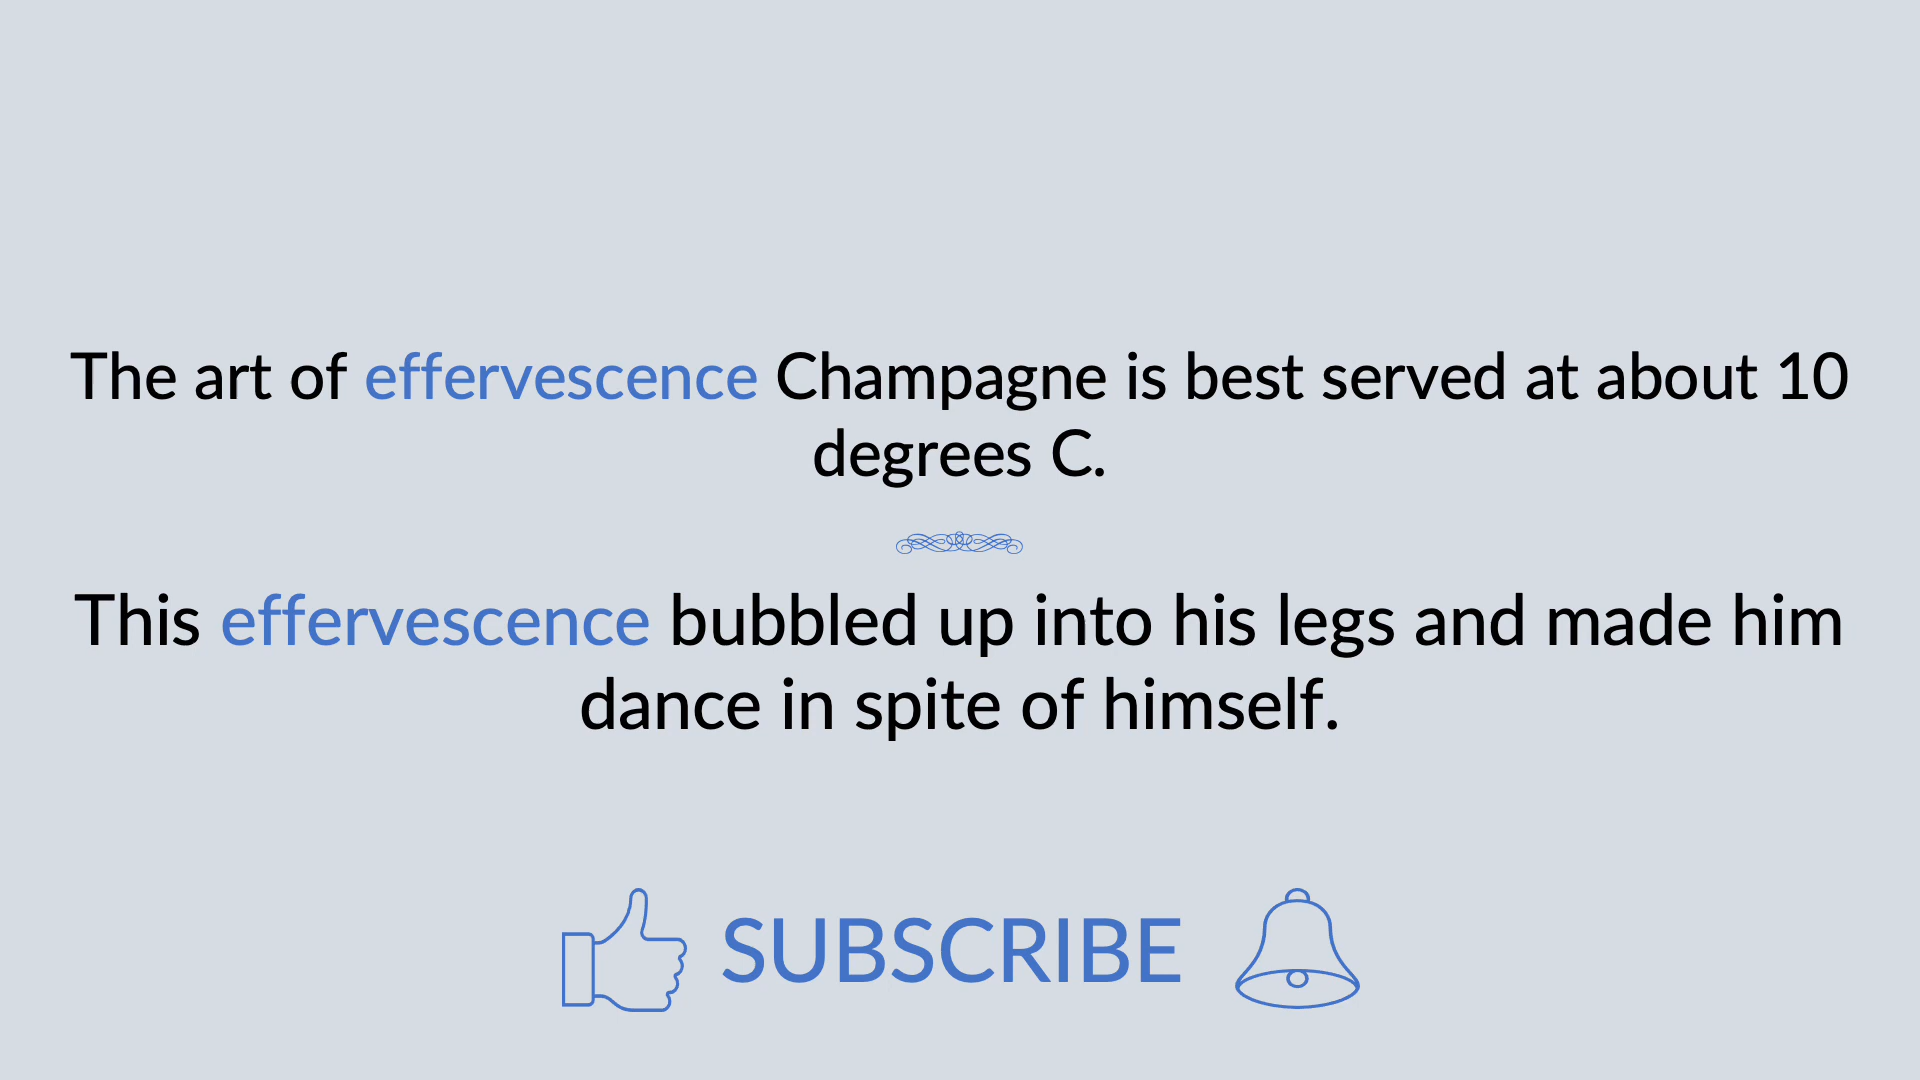 The art of effervescence Champagne is best served at about 10
degrees C.
This effervescence bubbled up into his legs and made him
dance in spite of himself.
SUBSCRIBE